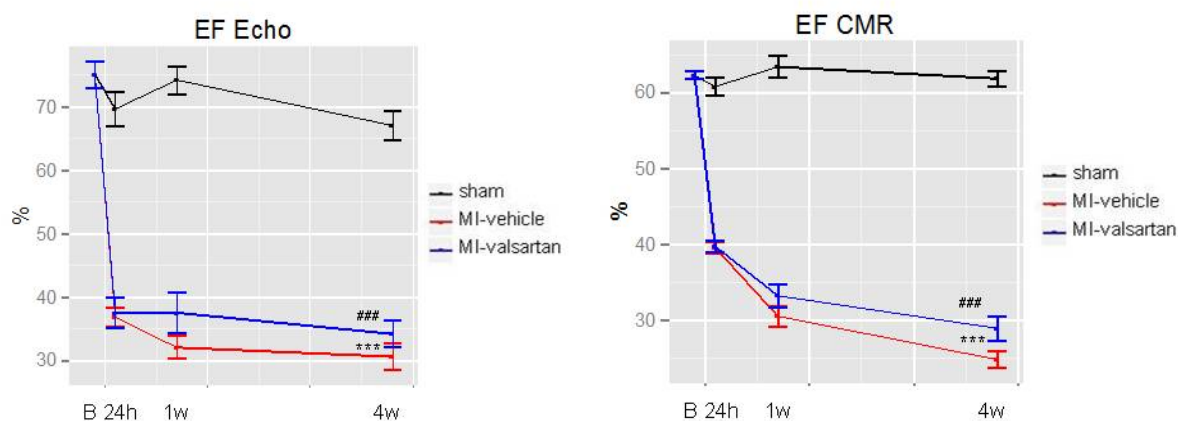 EF Echo
70
60
50
40
30
%
B 24h 1w 4w
###
***
sham
MI-vehicle
MI-valsartan
EF CMR
60
50
40
30
%
B 24h 1w 4w
###
***
sham
MI-vehicle
MI-valsartan